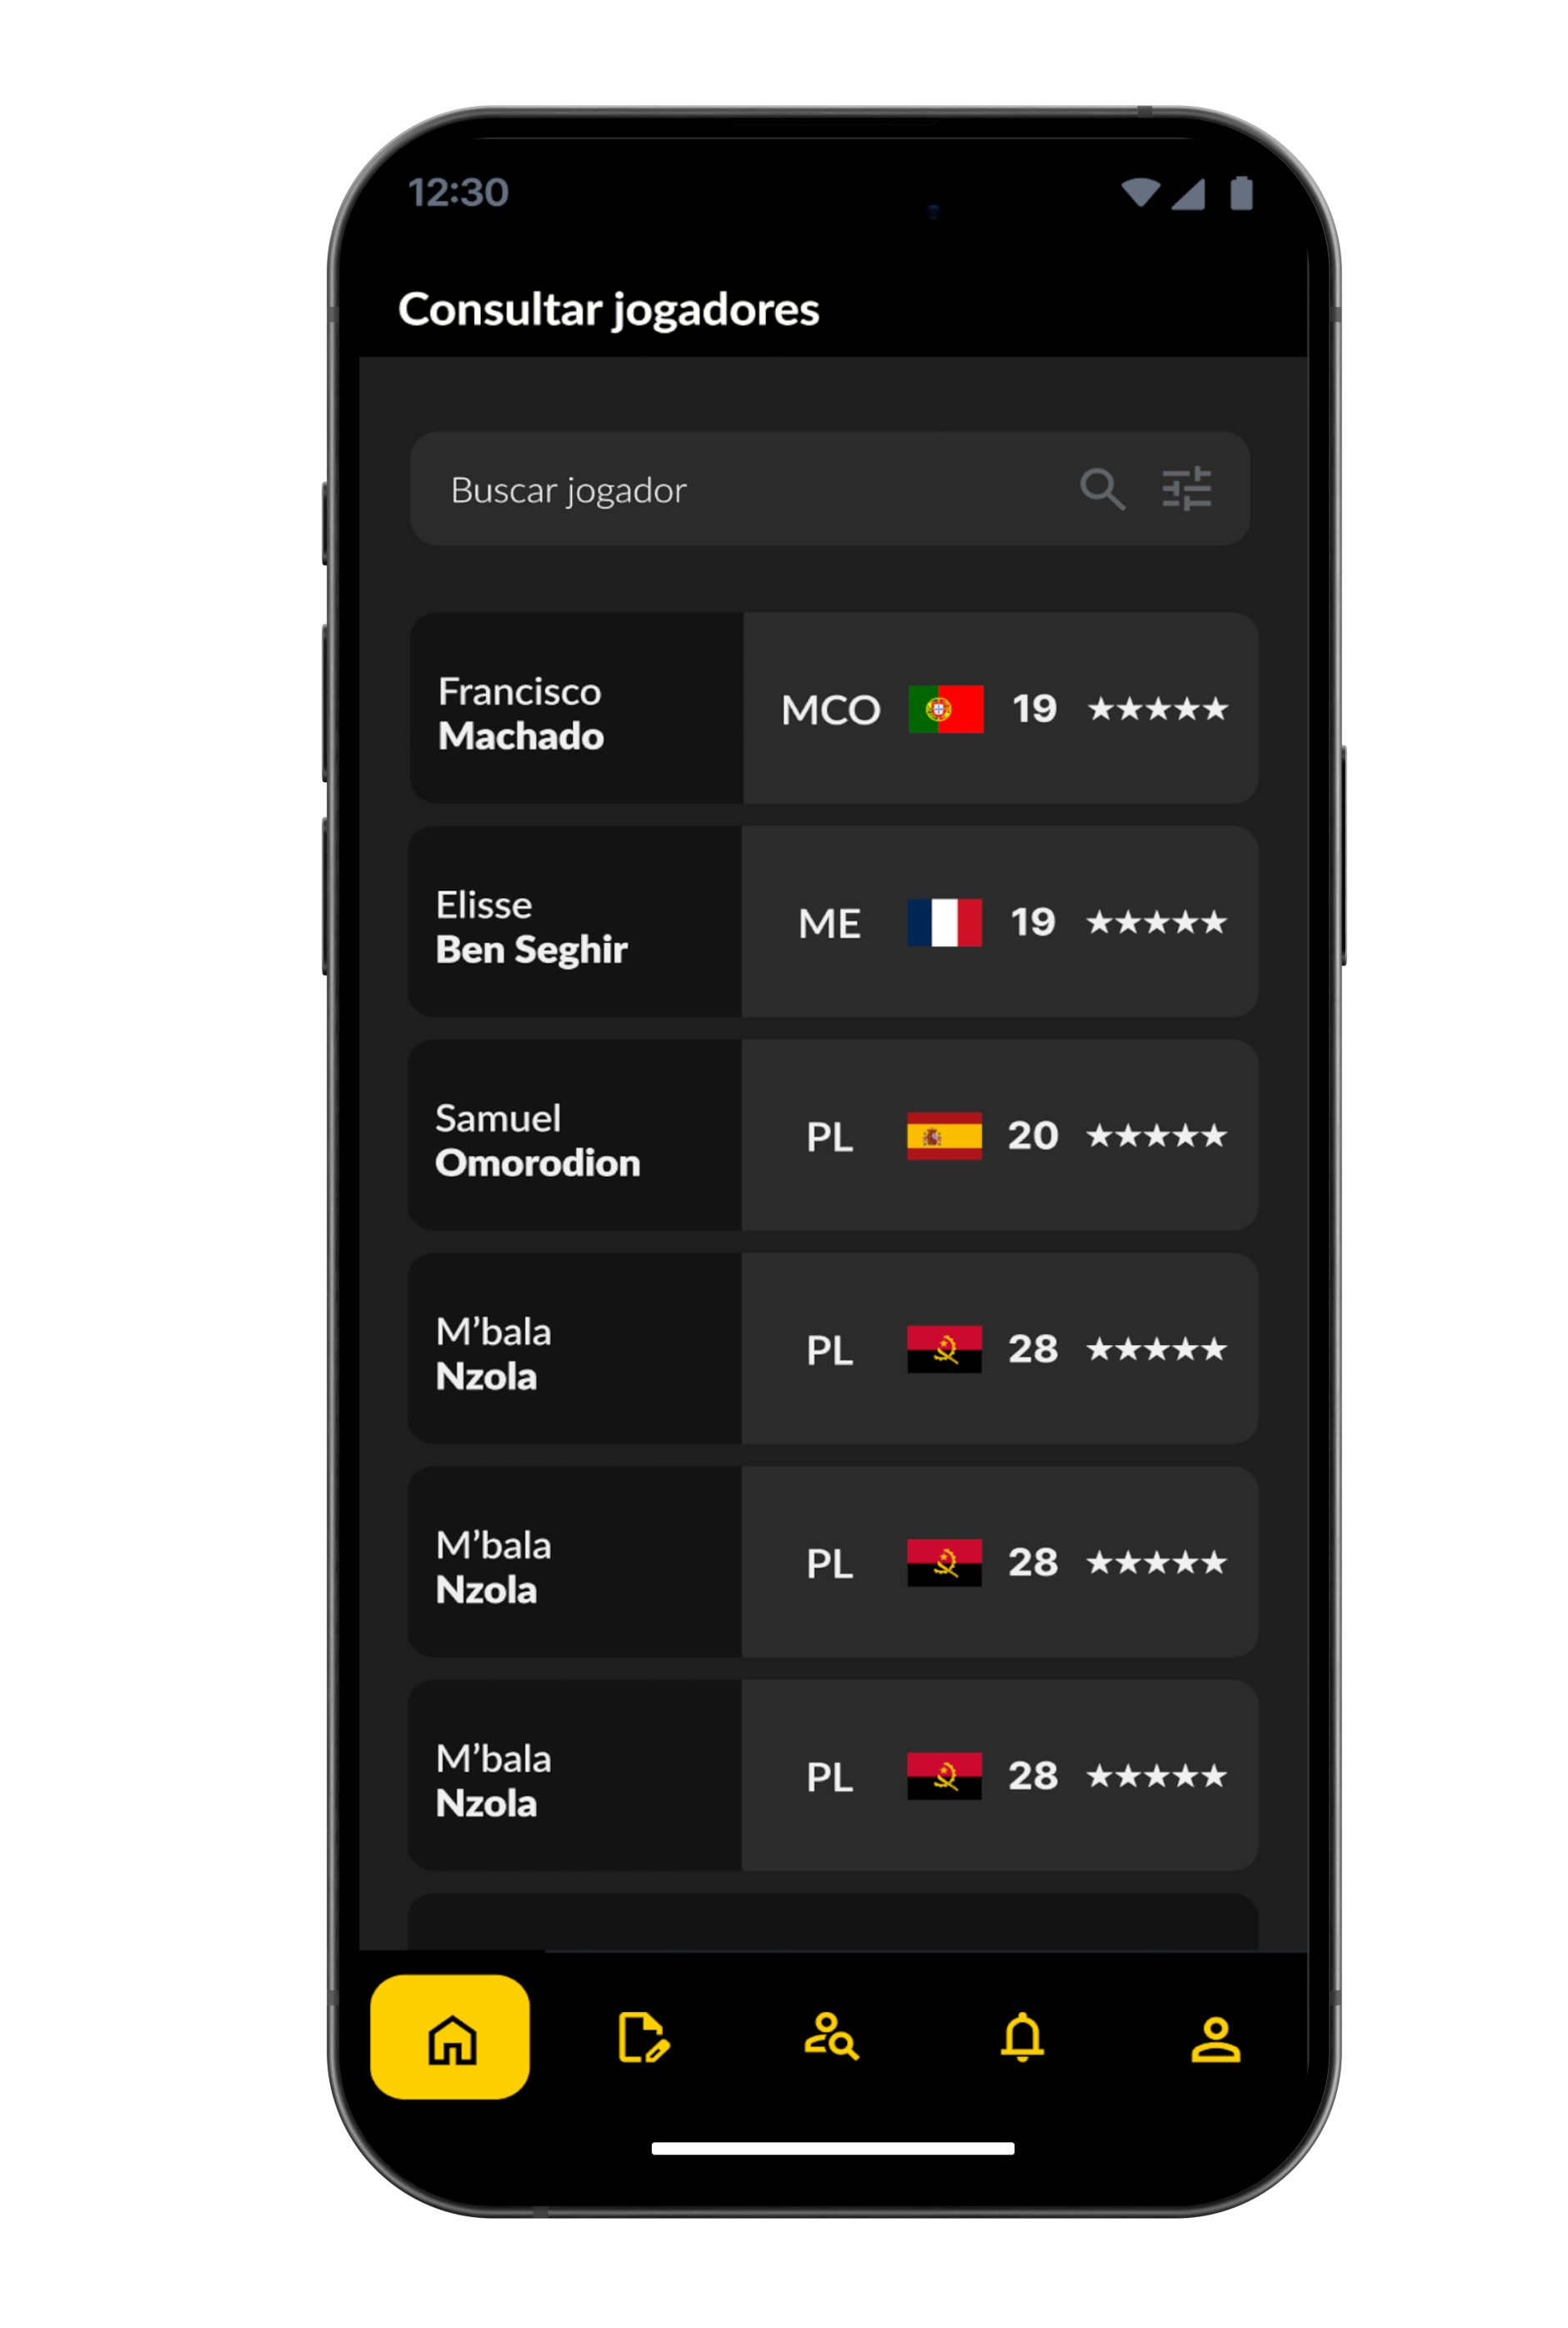 12:30
Consultar jogadores
Buscar jogador
Francisco
Machado
MCO 19 ★★★★★
Elisse
Ben Seghir
ME 19 ★★★★★
Samuel
Omorodion
PL 20 ★★★★★
M’bala
Nzola
PL 28 ★★★★★
M’bala
Nzola
PL 28 ★★★★★
M’bala
Nzola
PL 28 ★★★★★